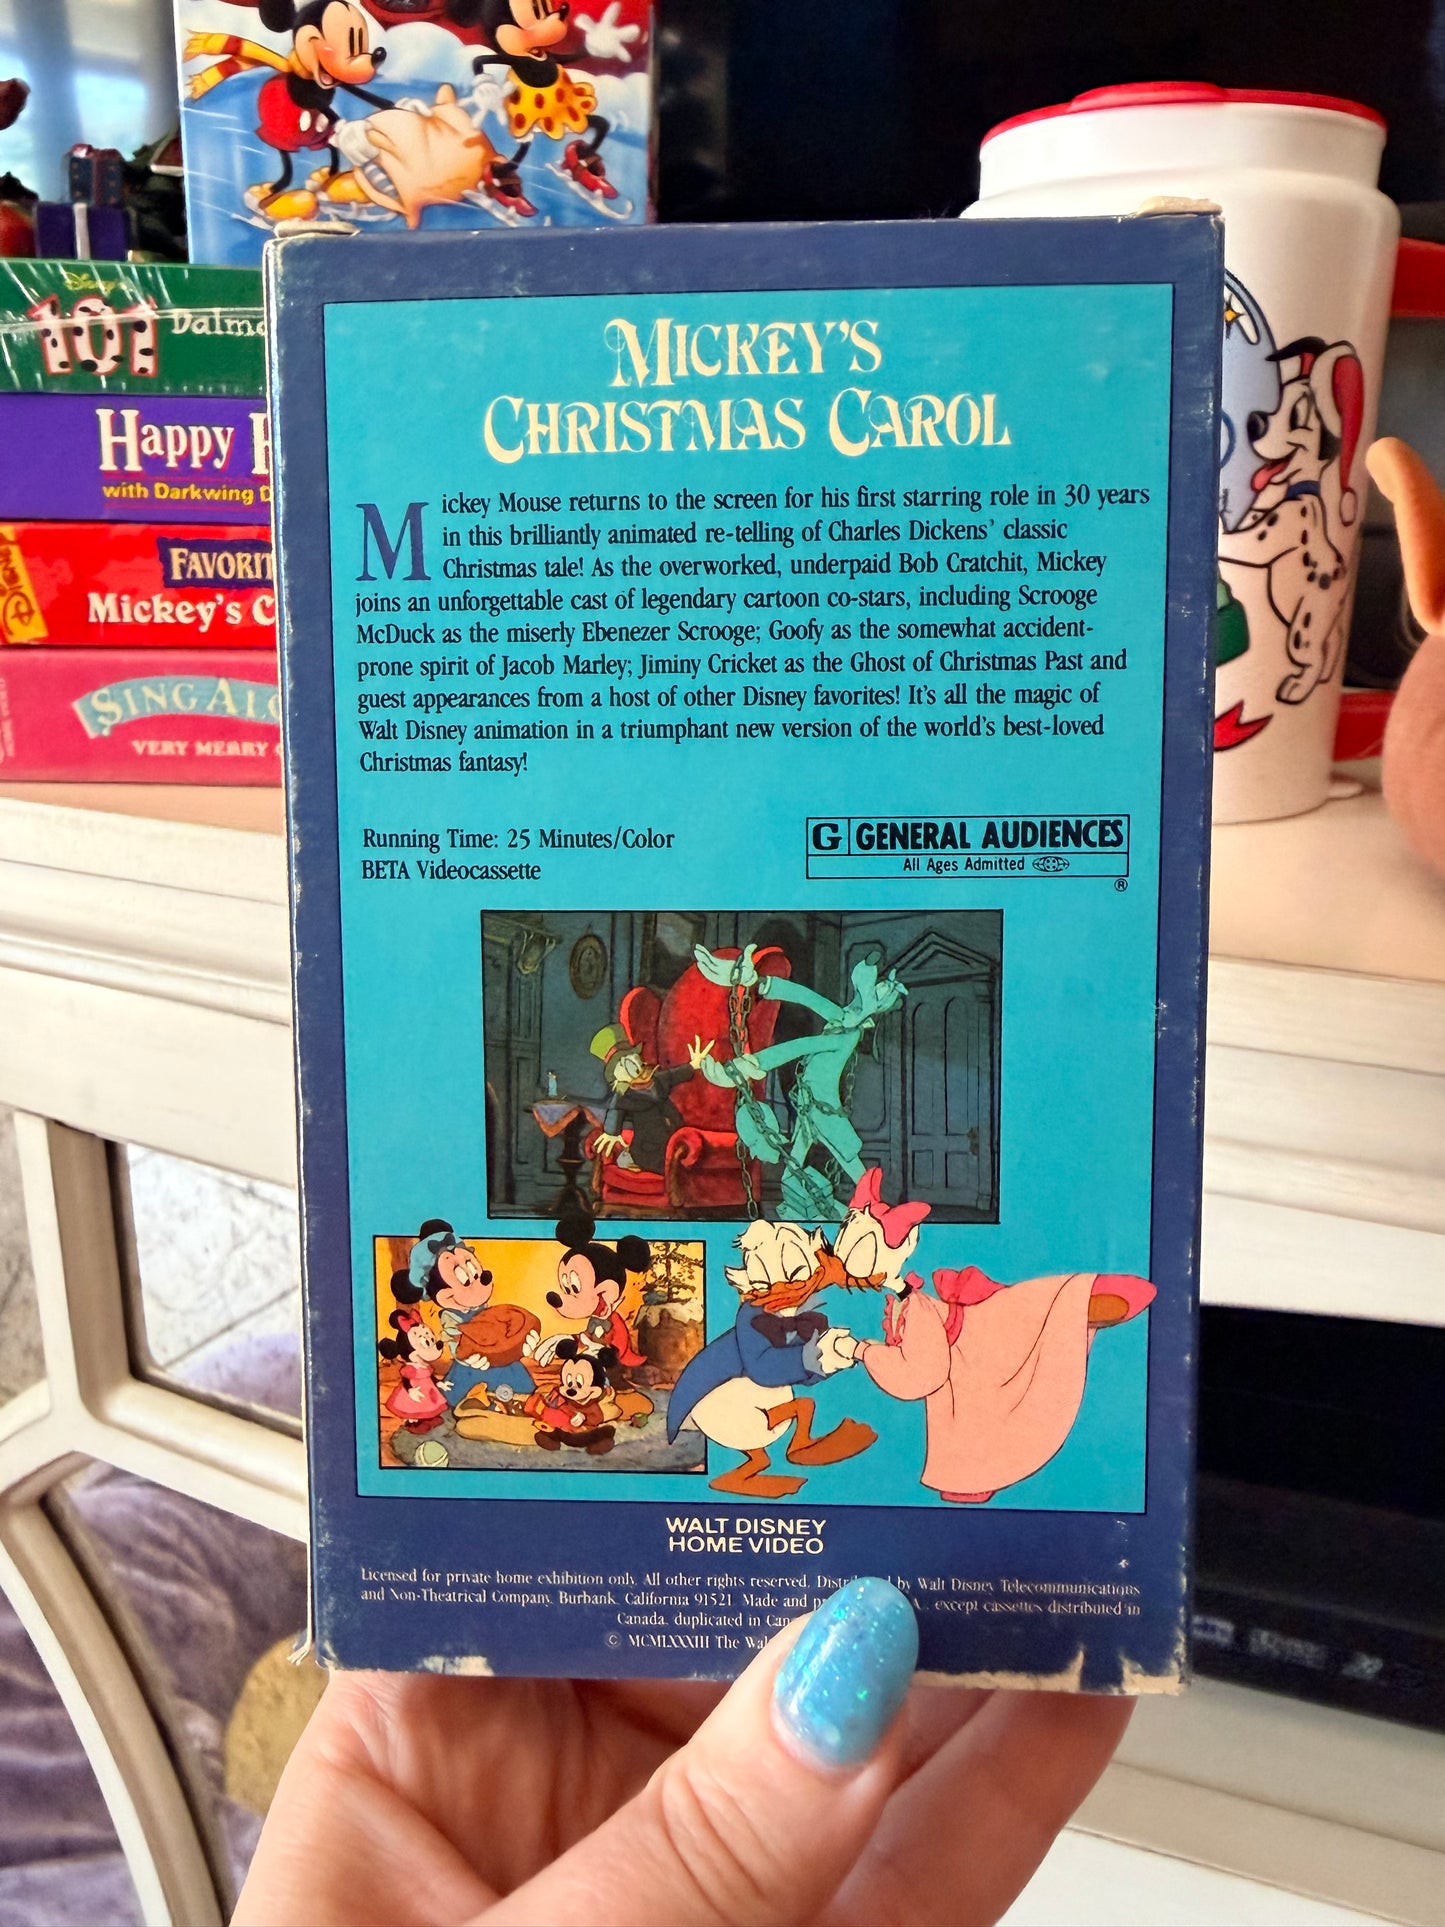 Disney's
101 Dalma
Happy H
with Darkwing D
FAVORIT
Mickey's C
SING ALO
VERY MERRY
MICKEY'S
CHRISTMAS CAROL
Mickey Mouse returns to the screen for his first starring role in 30 years
in this brilliantly animated re-telling of Charles Dickens' classic
Christmas tale! As the overworked, underpaid Bob Cratchit, Mickey
joins an unforgettable cast of legendary cartoon co-stars, including Scrooge
McDuck as the miserly Ebenezer Scrooge; Goofy as the somewhat accident-
prone spirit of Jacob Marley; Jiminy Cricket as the Ghost of Christmas Past and
guest appearances from a host of other Disney favorites! It's all the magic of
Walt Disney animation in a triumphant new version of the world's best-loved
Christmas fantasy!
Running Time: 25 Minutes/Color
BETA Videocassette
G GENERAL AUDIENCES
All Ages Admitted
®
WALT DISNEY
HOME VIDEO
Licensed for private home exhibition only. All other rights reserved. Distr by Walt Disney Telecommunications
and Non-Theatrical Company, Burbank, California 91521 Made and pr A., except cassettes distributed in
Canada, duplicated in Can
© MCMLXXXIII The Wal